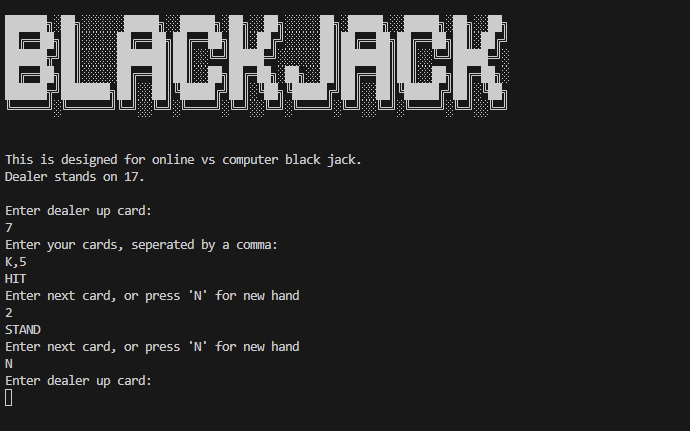 BLACK.JACK
This is designed for online vs computer black jack.
Dealer stands on 17.
Enter dealer up card:
7
Enter your cards, seperated by a comma:
K,5
HIT
Enter next card, or press 'N' for new hand
2
STAND
Enter next card, or press 'N' for new hand
N
Enter dealer up card: